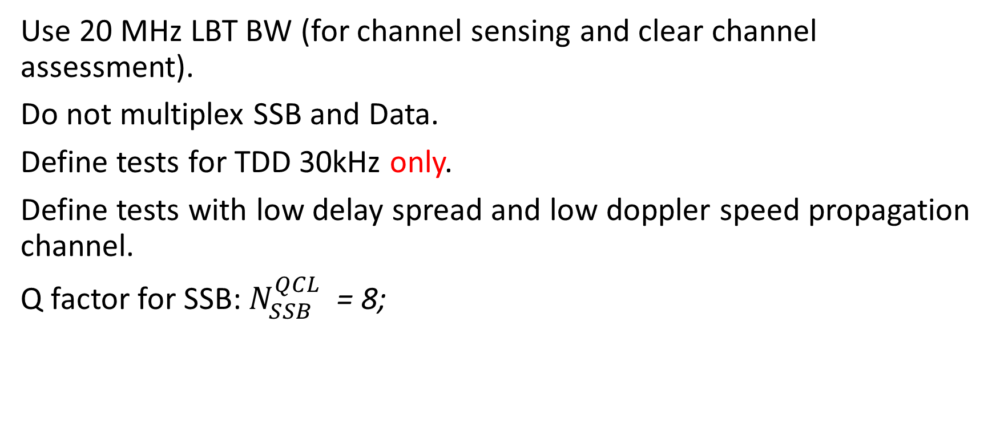 Use 20 MHz LBT BW (for channel sensing and clear channel
assessment).
Do not multiplex SSB and Data.
Define tests for TDD 30kHz only.
Define tests with low delay spread and low doppler speed propagation
channel.
Q factor for SSB: $N_{SSB}^{QCL}$ = 8;